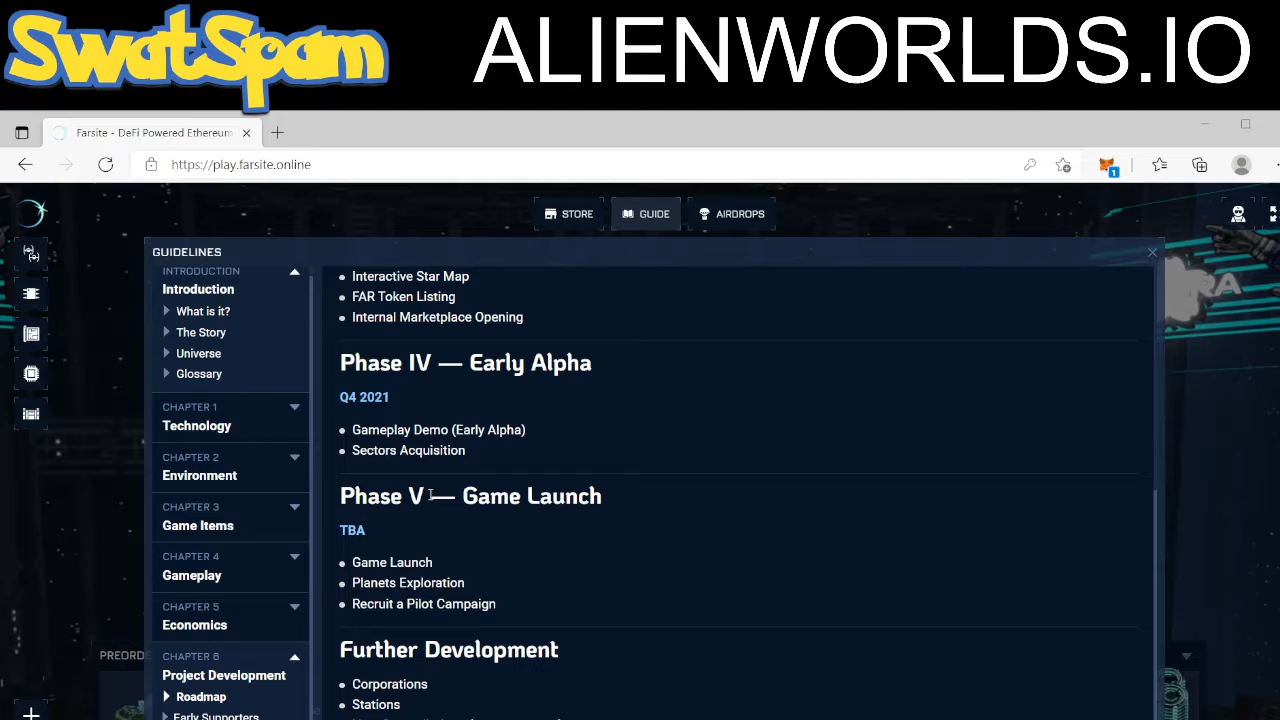 SwatSpam
ALIENWORLDS.IO
Farsite - DeFi Powered Ethereum
https://play.farsite.online
1
STORE
GUIDE
AIRDROPS
GUIDELINES
INTRODUCTION
Introduction
What is it?
The Story
Universe
Glossary
CHAPTER 1
Technology
CHAPTER 2
Environment
CHAPTER 3
Game Items
CHAPTER 4
Gameplay
CHAPTER 5
Economics
CHAPTER 6
Project Development
Roadmap
Early Supporters
Interactive Star Map
FAR Token Listing
Internal Marketplace Opening
Phase IV — Early Alpha
Q4 2021
Gameplay Demo (Early Alpha)
Sectors Acquisition
Phase V — Game Launch
TBA
Game Launch
Planets Exploration
Recruit a Pilot Campaign
Further Development
Corporations
Stations
PREORDE